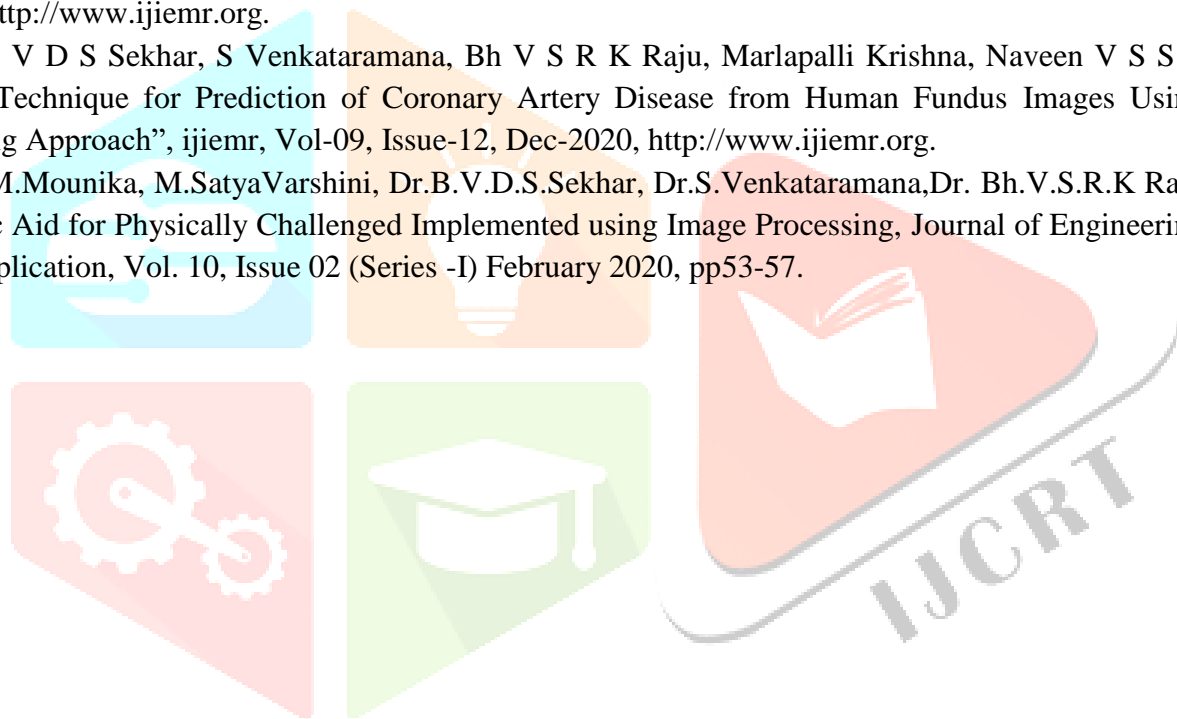 ttp://www.ijiemr.org.
V D S Sekhar, S Venkataramana, Bh V S R K Raju, Marlapalli Krishna, Naveen V S S
Technique for Prediction of Coronary Artery Disease from Human Fundus Images Usin
g Approach”, ijiemr, Vol-09, Issue-12, Dec-2020, http://www.ijiemr.org.
M.Mounika, M.SatyaVarshini, Dr.B.V.D.S.Sekhar, Dr.S.Venkataramana,Dr. Bh.V.S.R.K Ra
c Aid for Physically Challenged Implemented using Image Processing, Journal of Engineerin
plication, Vol. 10, Issue 02 (Series -I) February 2020, pp53-57.
IJCRT